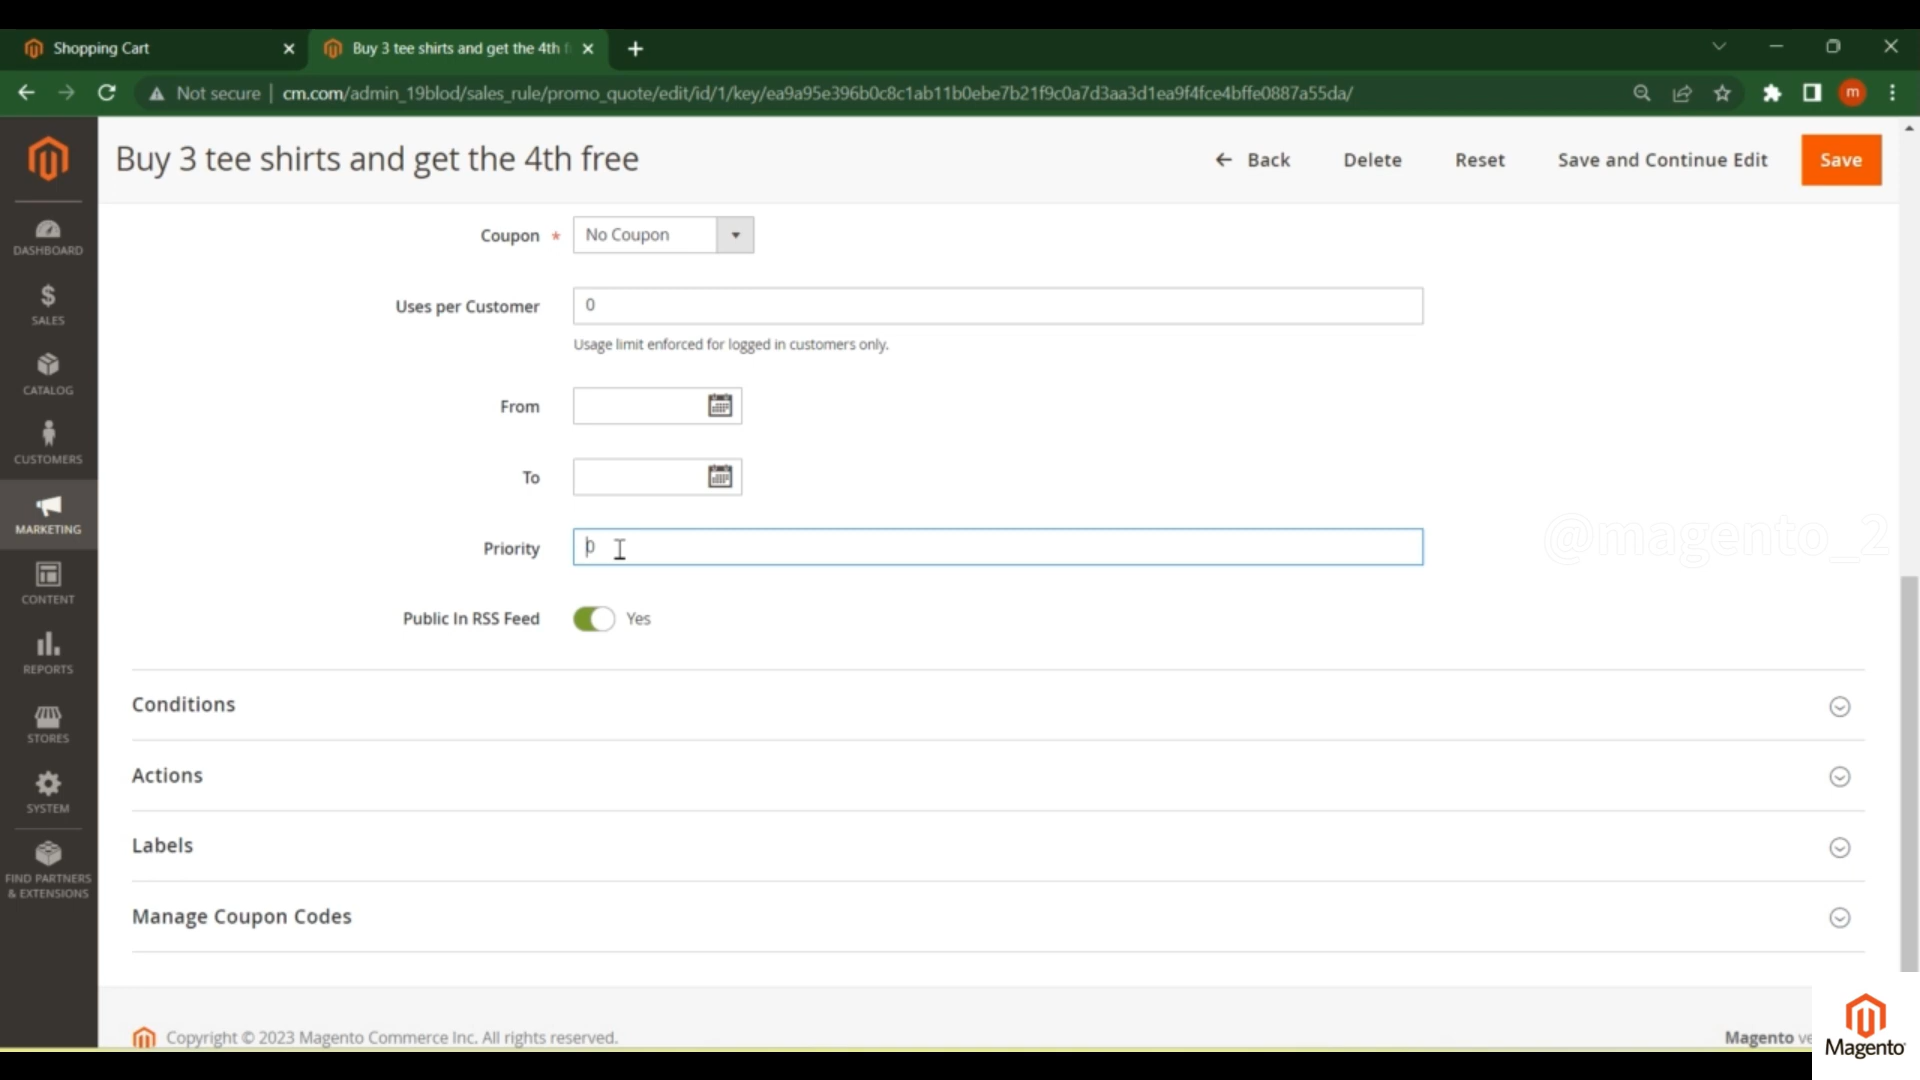 Shopping Cart
Buy 3 tee shirts and get the 4th
Not secure
cm.com/admin_19blod/sales_rule/promo_quote/edit/id/1/key/ea9a95e396b0c8c1ab11b0ebe7b21f9c0a7d3aa3d1ea9f4fce4bffe0887a55da/
m
Buy 3 tee shirts and get the 4th free
Back
Delete
Reset
Save and Continue Edit
Save
DASHBOARD
SALES
CATALOG
CUSTOMERS
MARKETING
CONTENT
REPORTS
STORES
SYSTEM
FIND PARTNERS
& EXTENSIONS
Coupon *
No Coupon
Uses per Customer
0
Usage limit enforced for logged in customers only.
From
To
Priority
0
Public In RSS Feed
Yes
@magento_2
Conditions
Actions
Labels
Manage Coupon Codes
Copyright © 2023 Magento Commerce Inc. All rights reserved.
Magento
Magento